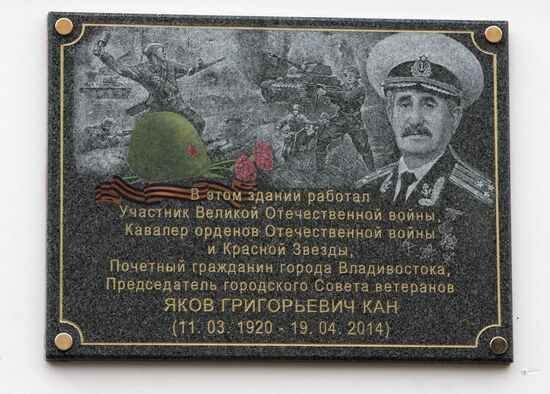 В этом здании работал
Участник Великой Отечественной войны,
Кавалер орденов Отечественной войны
и Красной Звезды,
Почетный гражданин города Владивостока,
Председатель городского Совета ветеранов
ЯКОВ ГРИГОРЬЕВИЧ КАН
(11. 03. 1920 - 19. 04. 2014)